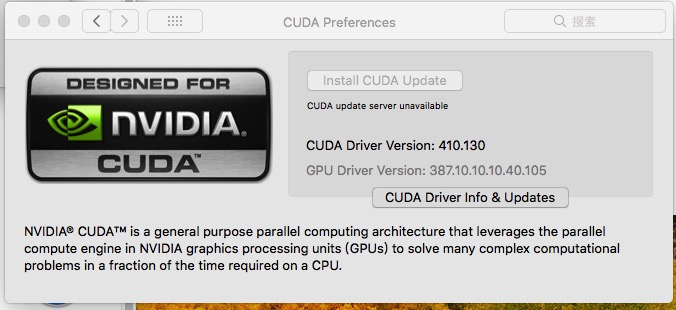 CUDA Preferences
搜索
DESIGNED FOR
NVIDIA.
CUDA™
Install CUDA Update
CUDA update server unavailable
CUDA Driver Version: 410.130
GPU Driver Version: 387.10.10.10.40.105
CUDA Driver Info & Updates
NVIDIA® CUDA™ is a general purpose parallel computing architecture that leverages the parallel
compute engine in NVIDIA graphics processing units (GPUs) to solve many complex computational
problems in a fraction of the time required on a CPU.